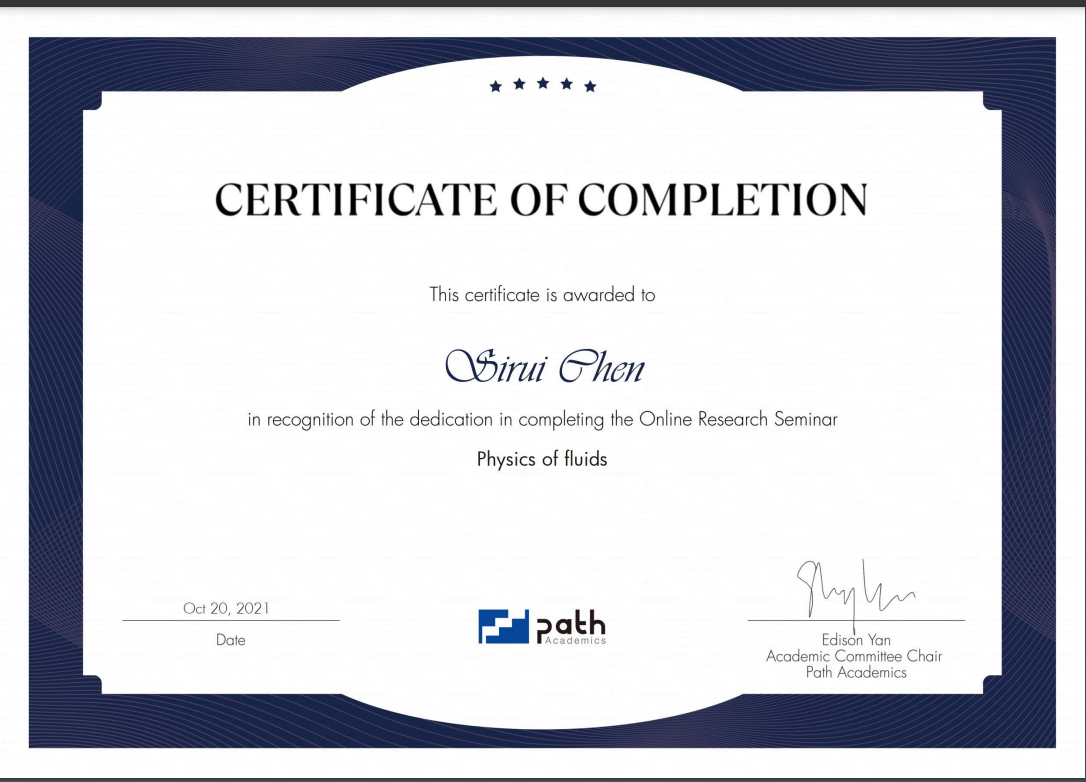 CERTIFICATE OF COMPLETION
This certificate is awarded to
Sirui Chen
in recognition of the dedication in completing the Online Research Seminar
Physics of fluids
Oct 20, 2021
Date
path
Academics
Edison Yan
Academic Committee Chair
Path Academics